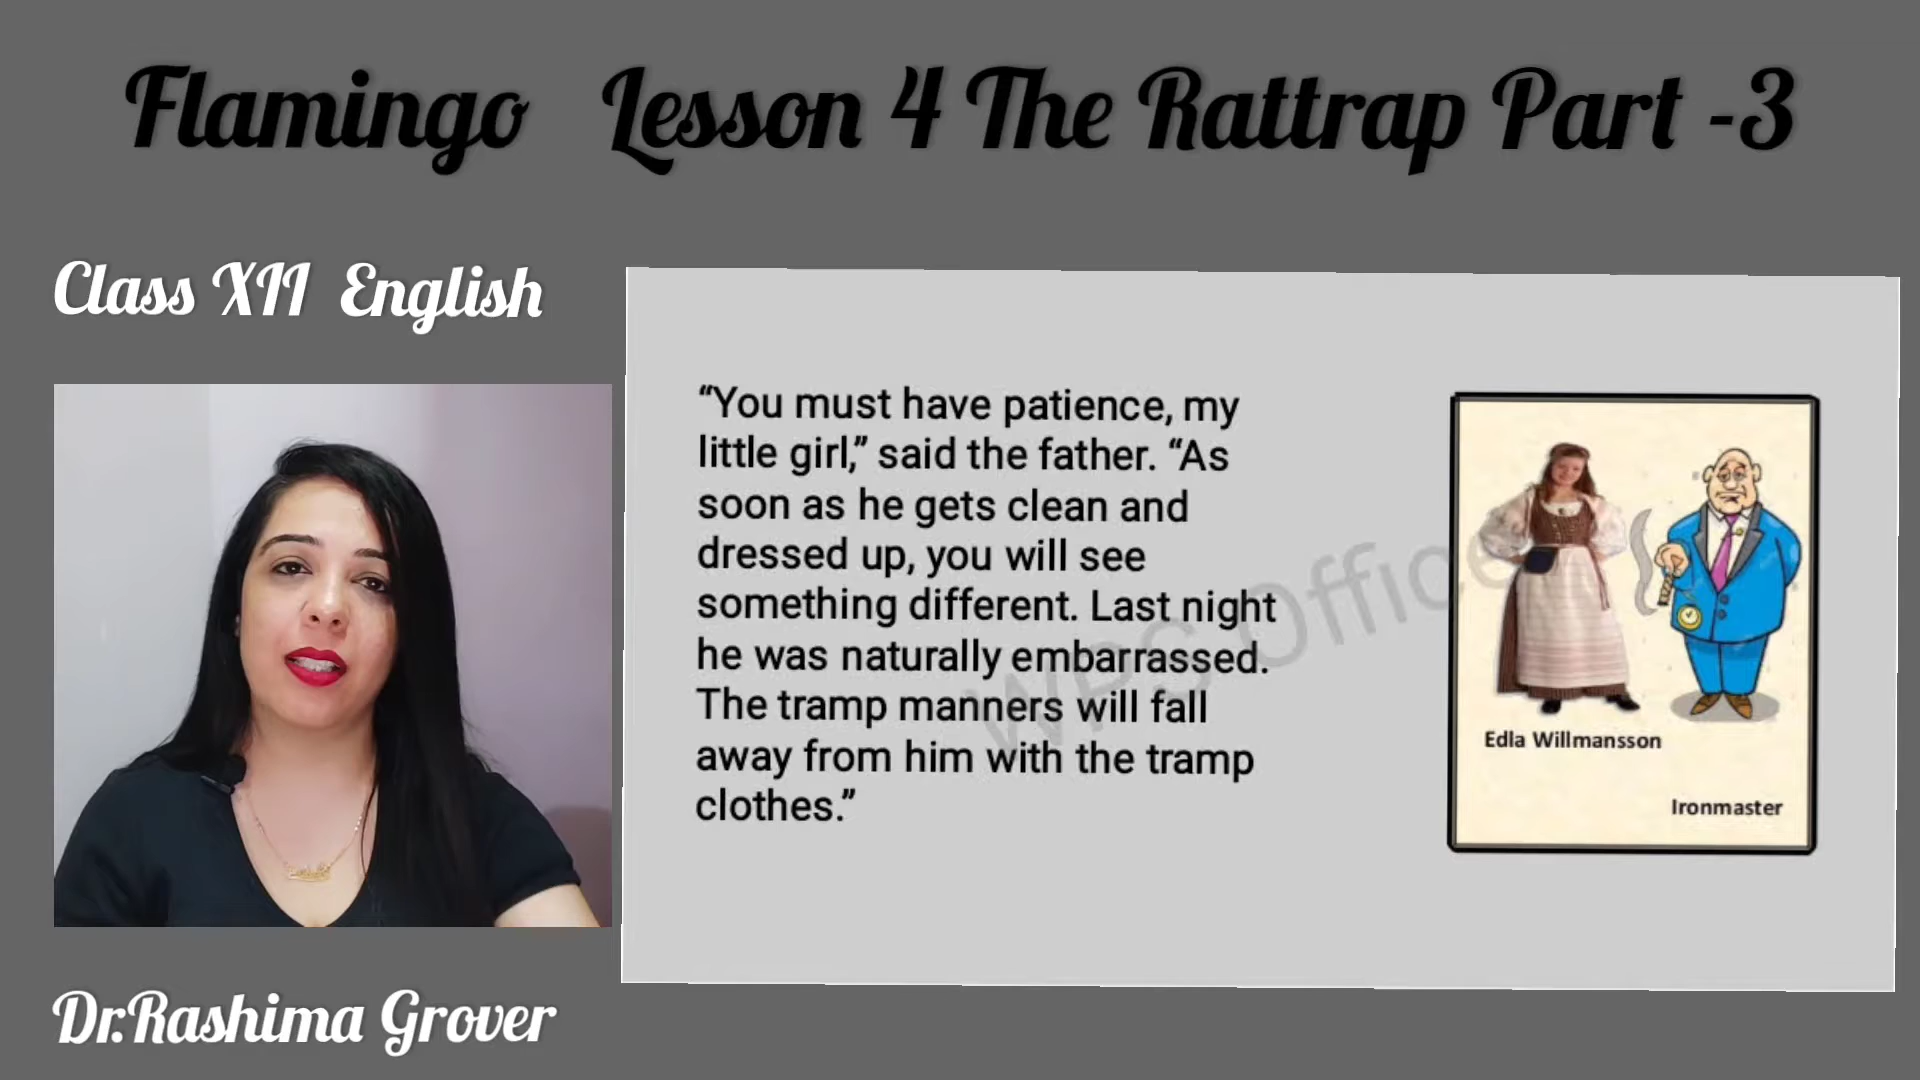 Flamingo Lesson 4 The Rattrap Part -3
Class XII English
“You must have patience, my
little girl,” said the father. “As
soon as he gets clean and
dressed up, you will see
something different. Last night
he was naturally embarrassed.
The tramp manners will fall
away from him with the tramp
clothes.”
WPS Office
Edla Willmansson
Ironmaster
Dr.Rashima Grover